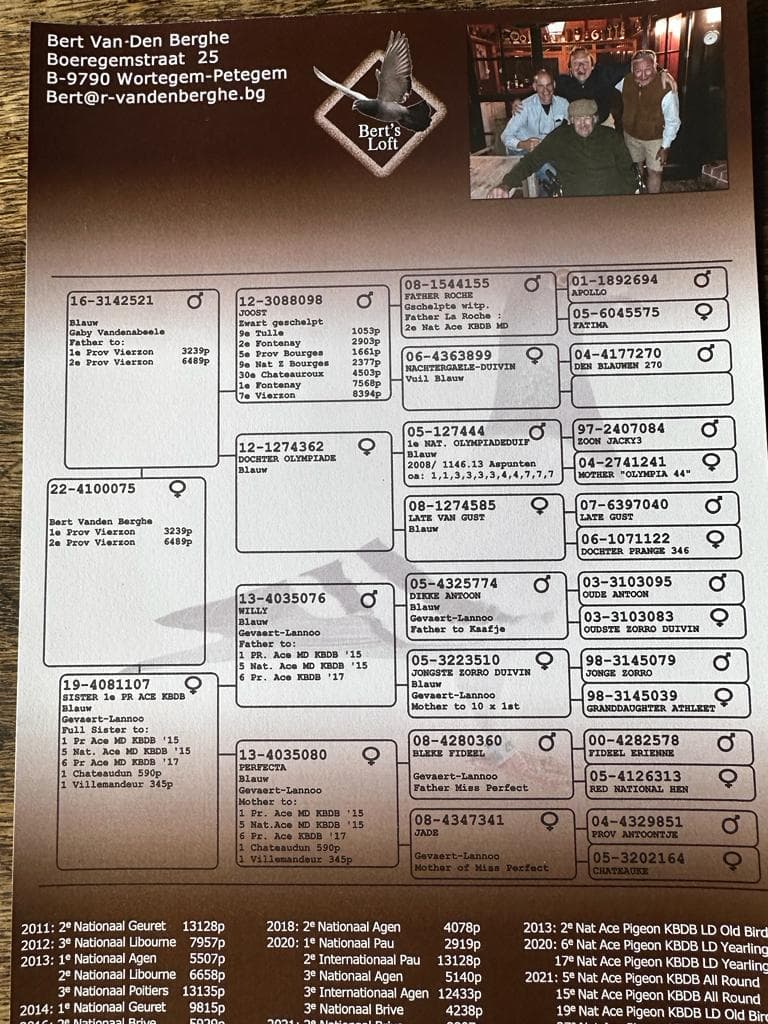 Bert Van-Den Berghe
Boeregemstraat 25
B-9790 Wortegem-Petegem
Bert@r-vandenberghe.bg
Bert's
Loft
16-3142521 ♂
Blauw
Gaby Vandenabeele
Father to:
1e Prov Vierzon 3239p
2e Prov Vierzon 6489p
22-4100075 ♀
Bert Vanden Berghe
1e Prov Vierzon 3239p
2e Prov Vierzon 6489p
19-4081107 ♀
SISTER 1e PR ACE KBDB
Blauw
Gevaert-Lannoo
Full Sister to:
1 Pr Ace MD KBDB '15
5 Nat. Ace MD KBDB '15
6 Pr Ace MD KBDB '17
1 Chateaudun 590p
1 Villemandeur 345p
12-3088098 ♂
JOOST
Zwart geschelpt
9e Tulle 1053p
2e Fontenay 2903p
5e Prov Bourges 1661p
9e Nat Z Bourges 2377p
30e Chateauroux 4503p
1e Fontenay 7568p
7e Vierzon 8394p
12-1274362 ♀
DOCHTER OLYMPIADE
Blauw
13-4035076 ♂
WILLY
Blauw
Gevaert-Lannoo
Father to:
1 PR. Ace MD KBDB '15
5 Nat. Ace MD KBDB '15
6 Pr. Ace MD KBDB '17
13-4035080 ♀
PERFECTA
Blauw
Gevaert-Lannoo
Mother to:
1 Pr. Ace MD KBDB '15
5 Nat.Ace MD KBDB '15
6 Pr. Ace KBDB '17
1 Chateaudun 590p
1 Villemandeur 345p
08-1544155 ♂
FATHER ROCHE
Gschelpte witp.
Father La Roche :
2e Nat Ace KBDB MD
06-4363899 ♀
NACHTERGAELE-DUIVIN
Vuil Blauw
05-127444 ♂
1e NAT. OLYMPIADEDUIF
Blauw
2008/ 1146.13 Aspunten
oa: 1,1,3,3,3,3,4,4,7,7,7
08-1274585 ♀
LATE VAN GUST
Blauw
05-4325774 ♂
DIKKE ANTOON
Blauw
Gevaert-Lannoo
Father to Kaafje
05-3223510 ♀
JONGSTE ZORRO DUIVIN
Blauw
Gevaert-Lannoo
Mother to 10 x 1st
08-4280360 ♂
BLEKE FIDEEL
Gevaert-Lannoo
Father Miss Perfect
08-4347341 ♀
JADE
Gevaert-Lannoo
Mother of Miss Perfect
01-1892694 ♂
APOLLO
05-6045575 ♀
FATIMA
04-4177270 ♂
DEN BLAUWEN 270
97-2407084 ♂
ZOON JACKY3
04-2741241 ♀
MOTHER "OLYMPIA 44"
07-6397040 ♂
LATE GUST
06-1071122 ♀
DOCHTER PRANGE 346
03-3103095 ♂
OUDE ANTOON
03-3103083 ♀
OUDSTE ZORRO DUIVIN
98-3145079 ♂
JONGE ZORRO
98-3145039 ♀
GRANDDAUGHTER ATHLEET
00-4282578 ♂
FIDEEL ERIENNE
05-4126313 ♀
RED NATIONAL HEN
04-4329851 ♂
PROV ANTOONTJE
05-3202164 ♀
CHATEAUKE
2011: 2e Nationaal Geuret 13128p
2012: 3e Nationaal Libourne 7957p
2013: 1e Nationaal Agen 5507p
2e Nationaal Libourne 6658p
3e Nationaal Poitiers 13135p
2014: 1e Nationaal Geuret 9815p
2018: 2e Nationaal Agen 4078p
2020: 1e Nationaal Pau 2919p
2e Internationaal Pau 13128p
3e Nationaal Agen 5140p
3e Internationaal Agen 12433p
3e Nationaal Brive 4238p
2013: 2e Nat Ace Pigeon KBDB LD Old Bird
2020: 6e Nat Ace Pigeon KBDB LD Yearling
17e Nat Ace Pigeon KBDB LD Yearling
2021: 5e Nat Ace Pigeon KBDB All Round
15e Nat Ace Pigeon KBDB All Round
19e Nat Ace Pigeon KBDB LD Old